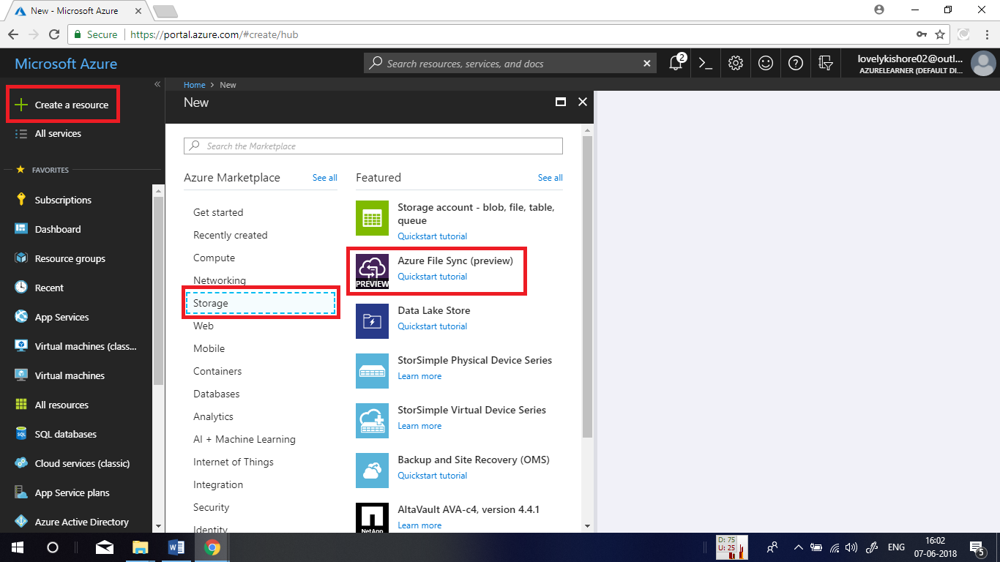 New - Microsoft Azure
Secure https://portal.azure.com/#create/hub
Microsoft Azure
Search resources, services, and docs
2
lovelykishore02@outl...
AZURELEARNER (DEFAULT DI...
Create a resource
All services
FAVORITES
Subscriptions
Dashboard
Resource groups
Recent
App Services
Virtual machines (class...
Virtual machines
All resources
SQL
SQL databases
Cloud services (classic)
App Service plans
Azure Active Directory
Home > New
New
Search the Marketplace
Azure Marketplace See all
Get started
Recently created
Compute
Networking
Storage
Web
Mobile
Containers
Databases
Analytics
AI + Machine Learning
Internet of Things
Integration
Security
Identity
Featured See all
Storage account - blob, file, table,
queue
Quickstart tutorial
PREVIEW
Azure File Sync (preview)
Quickstart tutorial
Data Lake Store
Quickstart tutorial
StorSimple Physical Device Series
Learn more
StorSimple Virtual Device Series
Learn more
Backup and Site Recovery (OMS)
Quickstart tutorial
NetApp
AltaVault AVA-c4, version 4.4.1
Learn more
D: 75
U: 25
ENG
16:02
07-06-2018
5